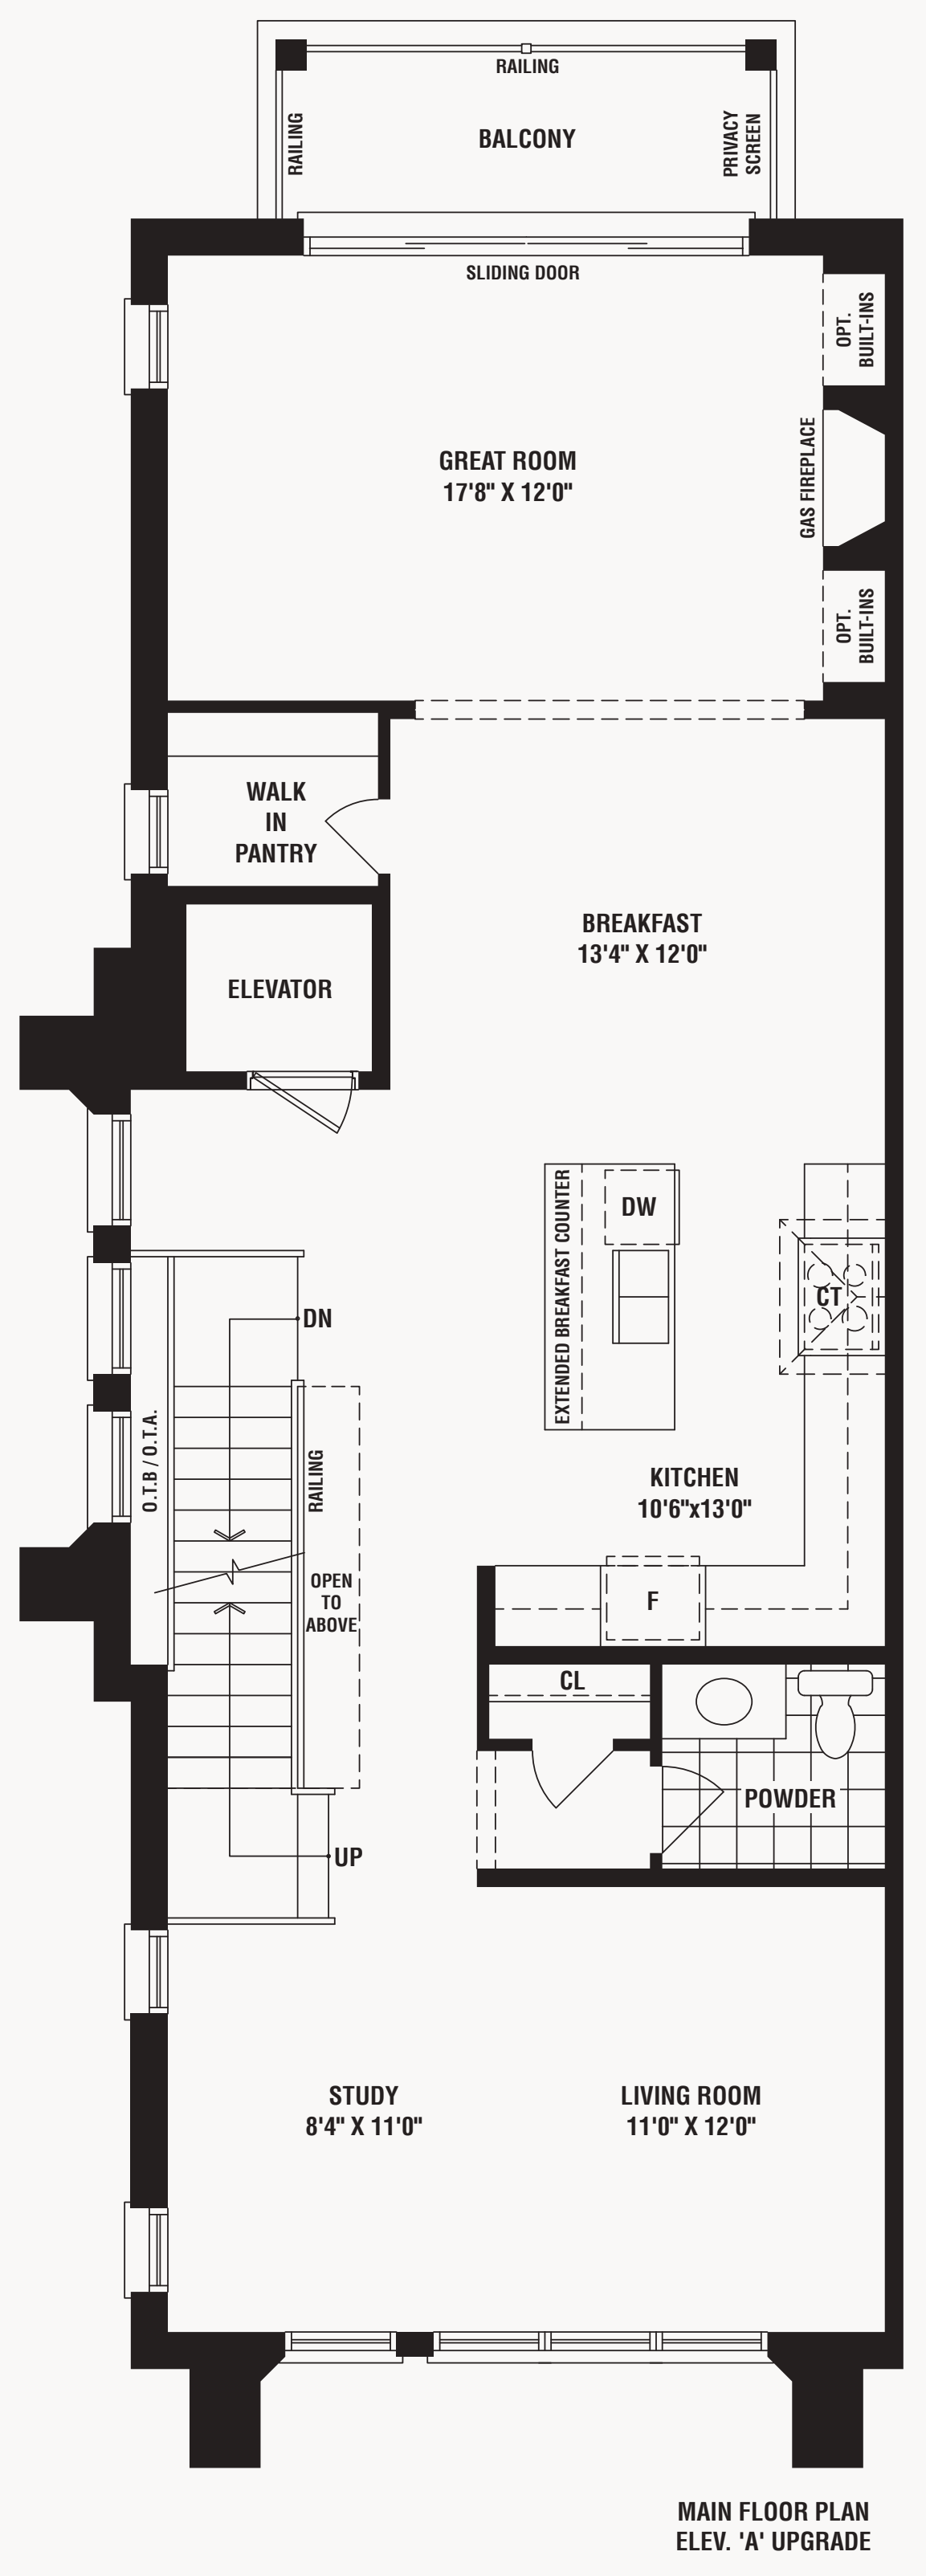 RAILING
RAILING
BALCONY
PRIVACY
SCREEN
SLIDING DOOR
OPT.
BUILT-INS
GREAT ROOM
17'8" X 12'0"
GAS FIREPLACE
OPT.
BUILT-INS
WALK
IN
PANTRY
BREAKFAST
13'4" X 12'0"
ELEVATOR
EXTENDED BREAKFAST COUNTER
DW
CT
DN
O.T.B / O.T.A.
RAILING
KITCHEN
10'6"x13'0"
OPEN
TO
ABOVE
F
CL
POWDER
UP
STUDY
8'4" X 11'0"
LIVING ROOM
11'0" X 12'0"
MAIN FLOOR PLAN
ELEV. 'A' UPGRADE